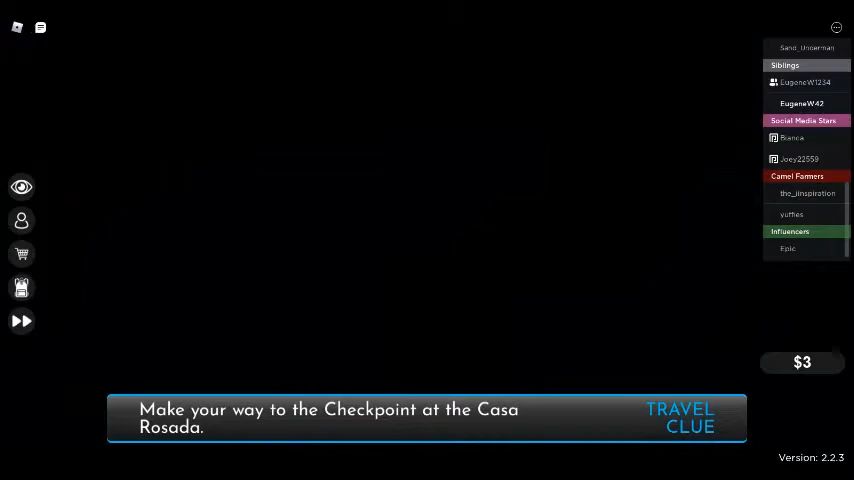 Sand_Underman
Siblings
EugeneW1234
EugeneW42
Social Media Stars
Bianca
Joey22559
Camel Farmers
the_jinspiration
yuffies
Influencers
Epic
$3
Make your way to the Checkpoint at the Casa
Rosada.
TRAVEL
CLUE
Version: 2.2.3